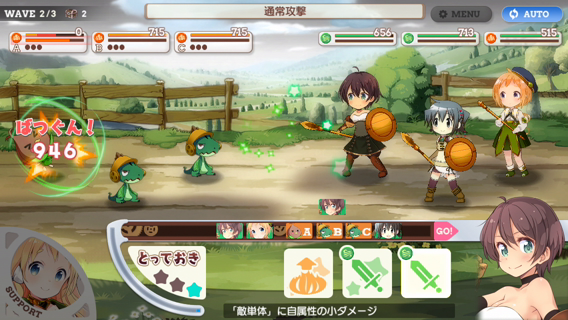 WAVE 2/3 2
通常攻撃
MENU
AUTO
0 715 715
A B C
656 713 515
ばつぐん!
946
A B C GO!
とっておき
SUPPORT
「敵単体」に自属性の小ダメージ